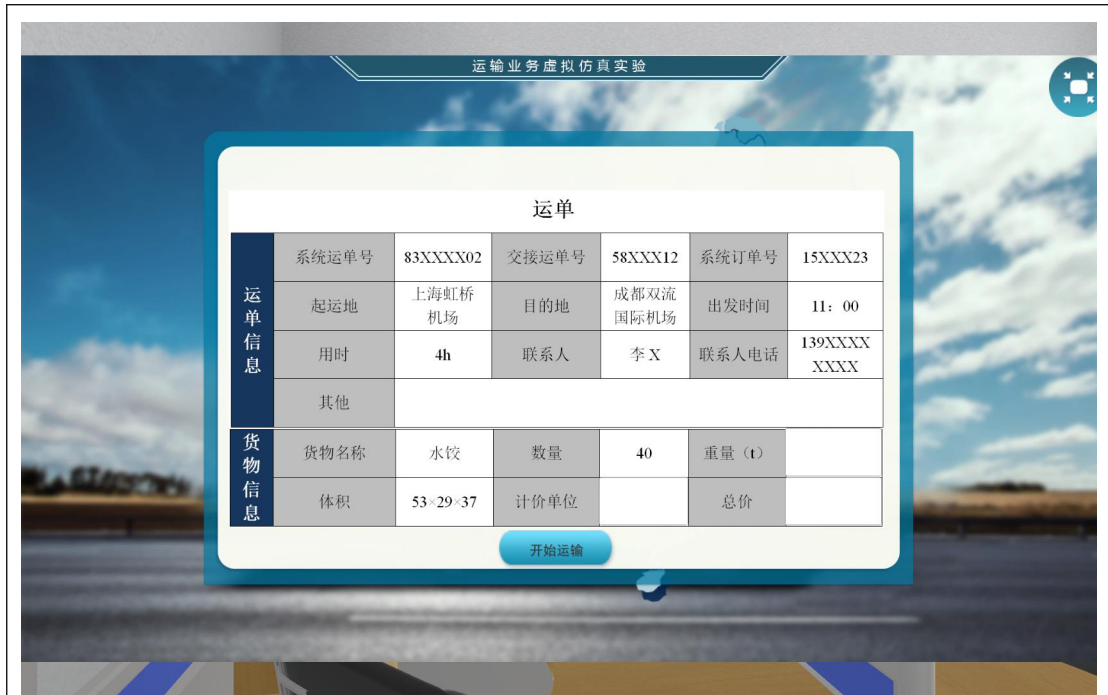 运输业务虚拟仿真实验
运单
运单信息
系统运单号 83XXXX02 交接运单号 58XXX12 系统订单号 15XXX23
起运地 上海虹桥 目的地 成都双流 出发时间 11：00
机场 国际机场
用时 4h 联系人 李 X 联系人电话 139XXXX
XXXX
其他
货物信息
货物名称 水饺 数量 40 重量（t）
体积 53×29×37 计价单位 总价
开始运输